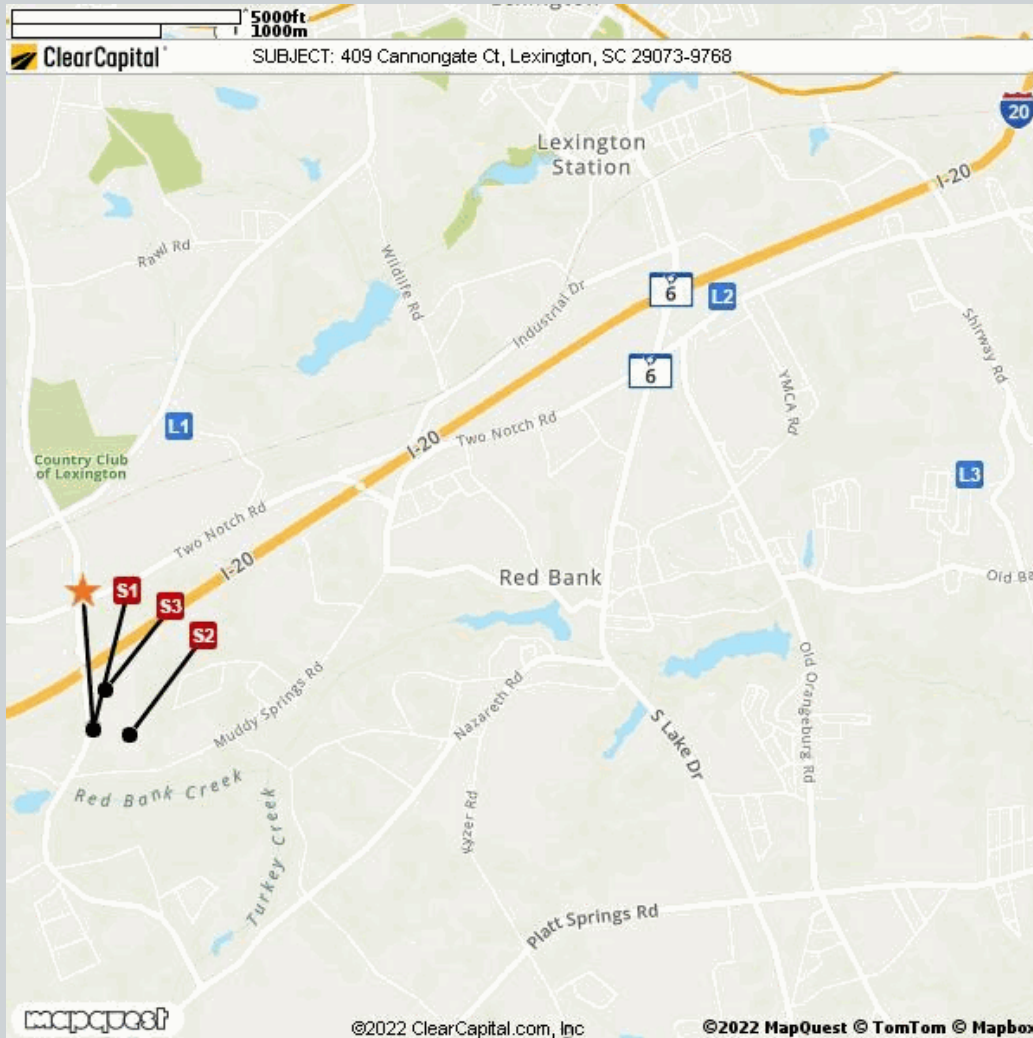 5000ft
1000m
ClearCapital
SUBJECT: 409 Cannongate Ct, Lexington, SC 29073-9768
20
I-20
Lexington
Station
Rawl Rd
Wildlife Rd
Industrial Dr
6
L2
6
Shirway Rd
YMCA Rd
L1
I-20
Two Notch Rd
Country Club
of Lexington
L3
Two Notch Rd
I-20
Red Bank
S1
S3
S2
Muddy Springs Rd
Nazareth Rd
Old Orangeburg Rd
S Lake Dr
Red Bank Creek
Turkey Creek
Kyzer Rd
Platt Springs Rd
mapquest
©2022 ClearCapital.com, Inc
©2022 MapQuest © TomTom © Mapbox